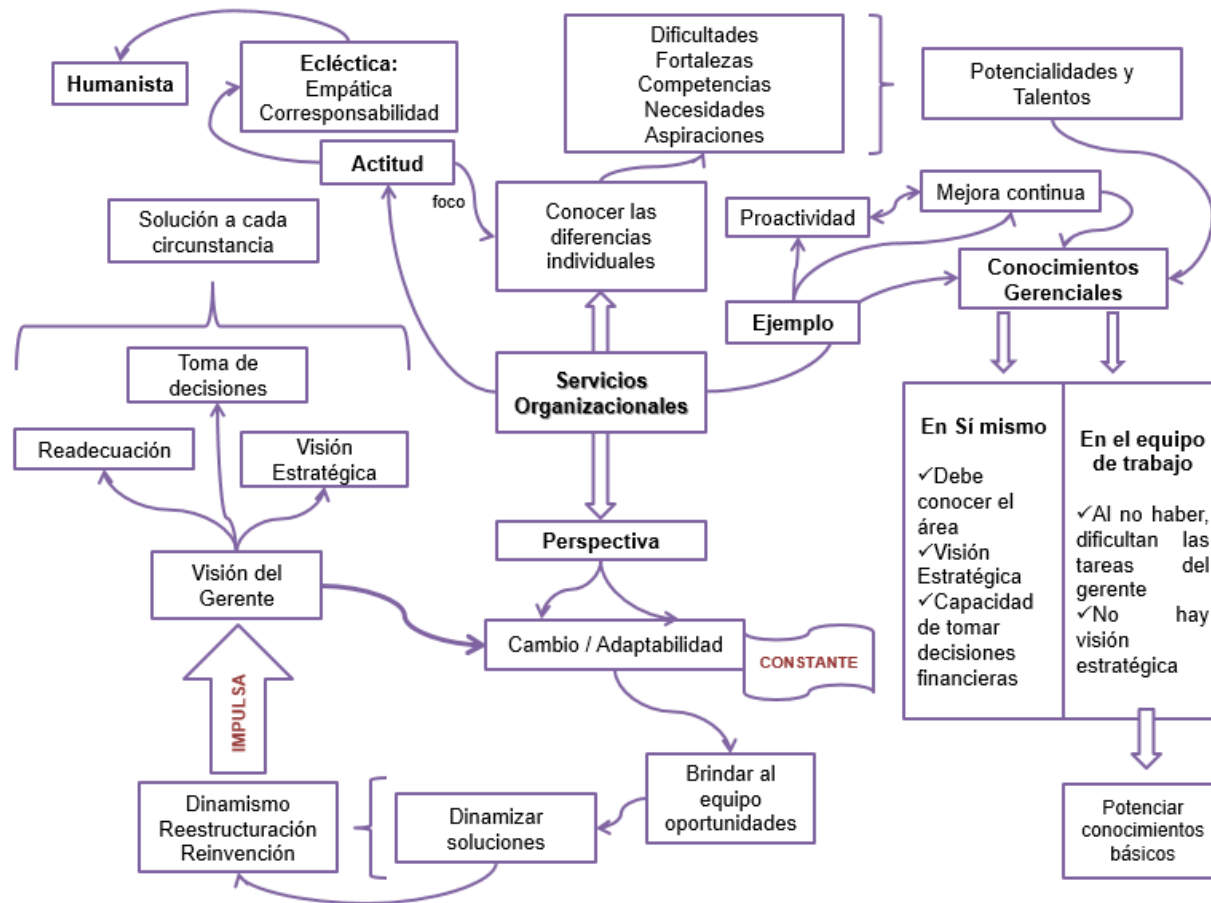 Humanista
Ecléctica:
Empática
Corresponsabilidad
Dificultades
Fortalezas
Competencias
Necesidades
Aspiraciones
Potencialidades y
Talentos
Actitud
foco
Conocer las
diferencias
individuales
Proactividad
Mejora continua
Solución a cada
circunstancia
Conocimientos
Gerenciales
Ejemplo
Toma de
decisiones
Servicios
Organizacionales
Readecuación
Visión
Estratégica
En Sí mismo
✓Debe
conocer el
área
✓Visión
Estratégica
✓Capacidad
de tomar
decisiones
financieras
En el equipo
de trabajo
✓Al no haber,
dificultan las
tareas del
gerente
✓No hay
visión
estratégica
Perspectiva
Visión del
Gerente
Cambio / Adaptabilidad
CONSTANTE
IMPULSA
Brindar al
equipo
oportunidades
Dinamizar
soluciones
Dinamismo
Reestructuración
Reinvención
Potenciar
conocimientos
básicos